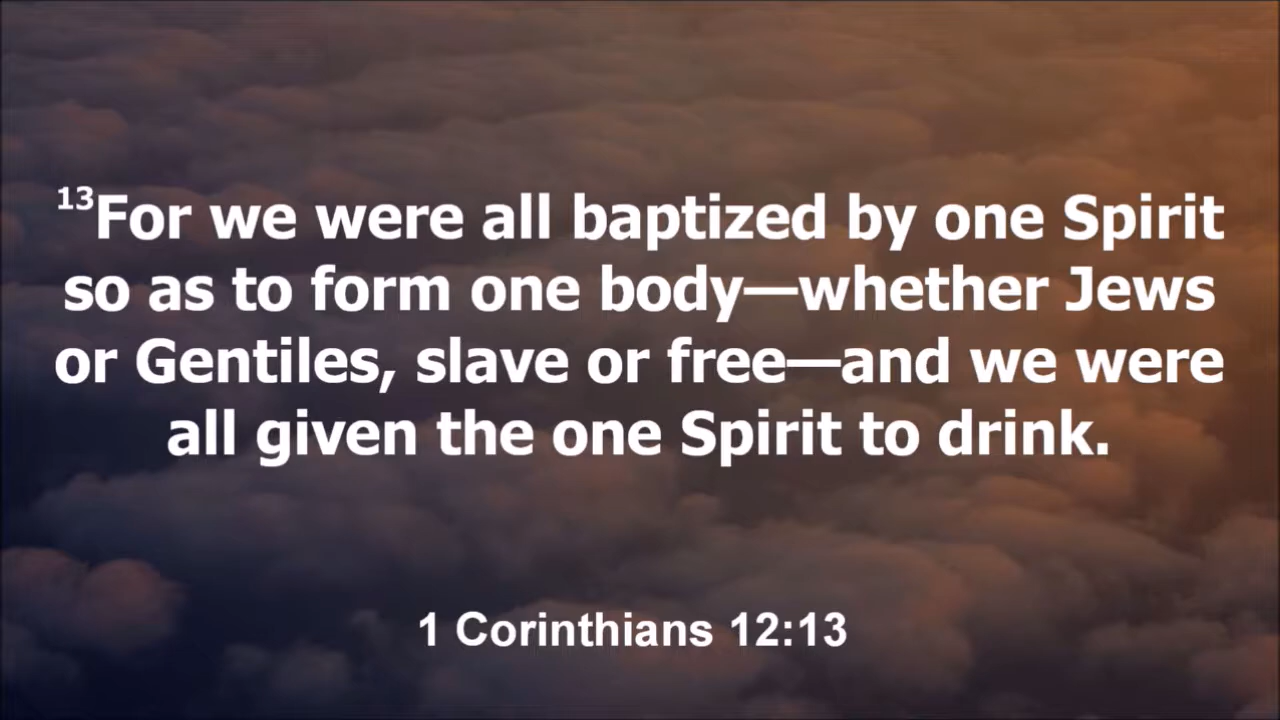 ¹³For we were all baptized by one Spirit
so as to form one body—whether Jews
or Gentiles, slave or free—and we were
all given the one Spirit to drink.
1 Corinthians 12:13